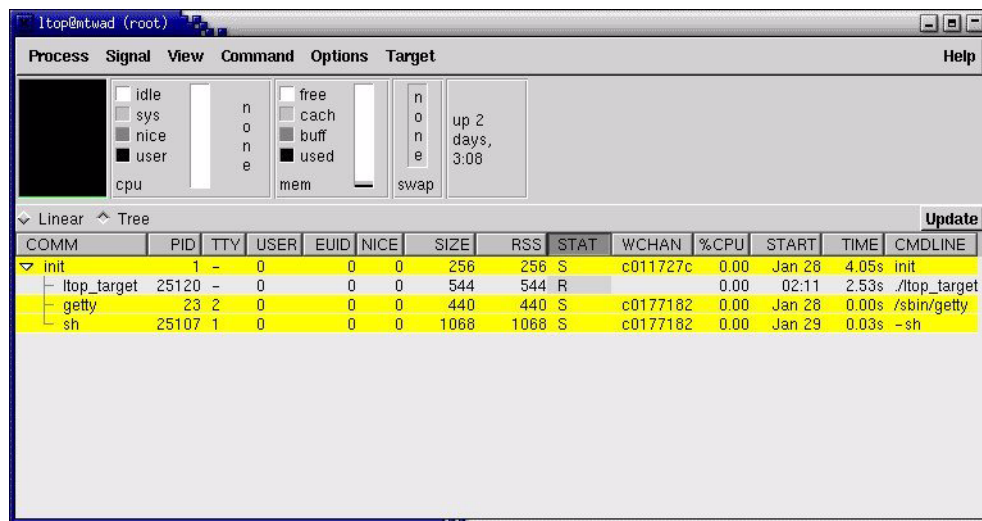 ltop@mtwad (root)
Process Signal View Command Options Target Help
idle
sys
nice
user
cpu
none
free
cach
buff
used
mem
none
swap
up 2
days,
3:08
Linear Tree Update
COMM PID TTY USER EUID NICE SIZE RSS STAT WCHAN %CPU START TIME CMDLINE
init 1 - 0 0 0 256 256 S c011727c 0.00 Jan 28 4.05s init
ltop_target 25120 - 0 0 0 544 544 R 0.00 02:11 2.53s ./ltop_target
getty 23 2 0 0 0 440 440 S c0177182 0.00 Jan 28 0.00s /sbin/getty
sh 25107 1 0 0 0 1068 1068 S c0177182 0.00 Jan 29 0.03s -sh